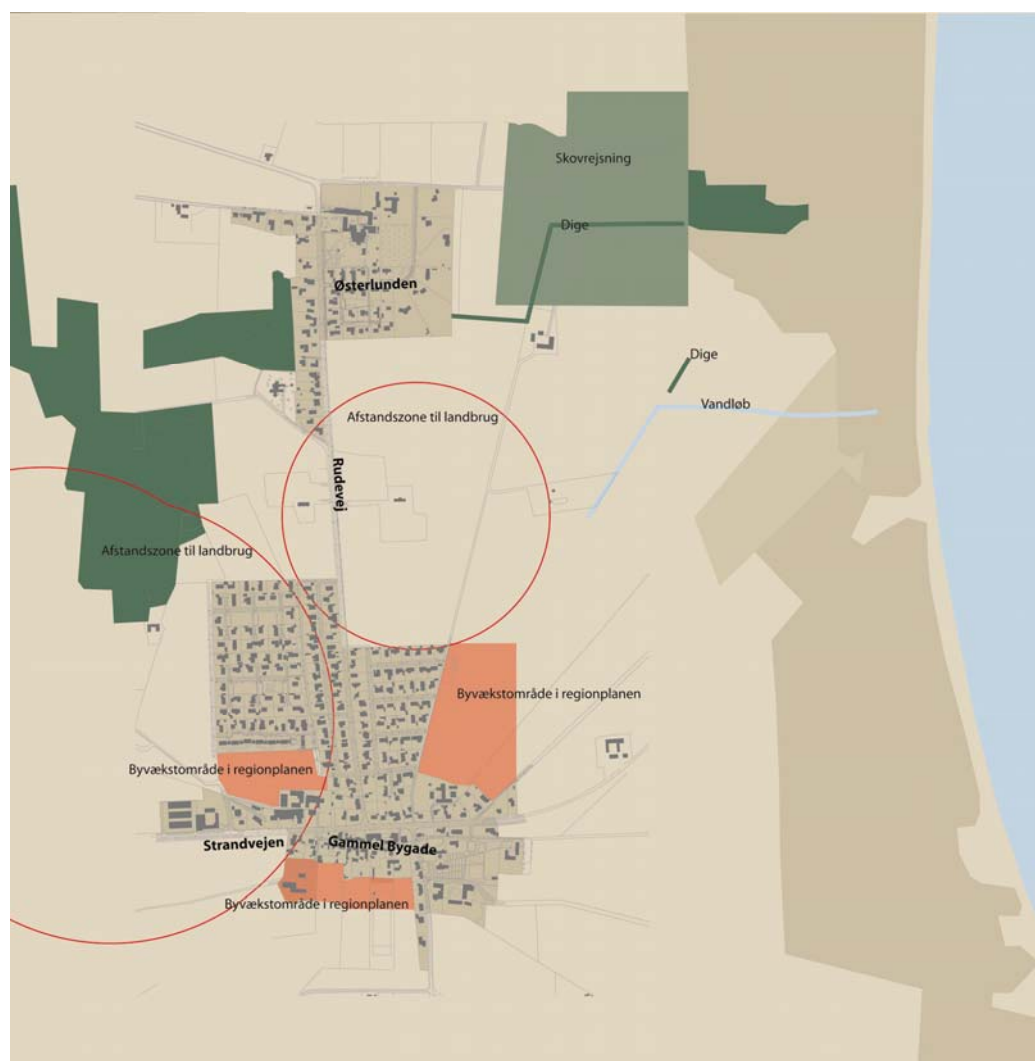 Skovrejsning
Dige
Østerlunden
Dige
Vandløb
Afstandszone til landbrug
Rudevej
Afstandszone til landbrug
Byvækstområde i regionplanen
Byvækstområde i regionplanen
Strandvejen
Gammel Bygade
Byvækstområde i regionplanen